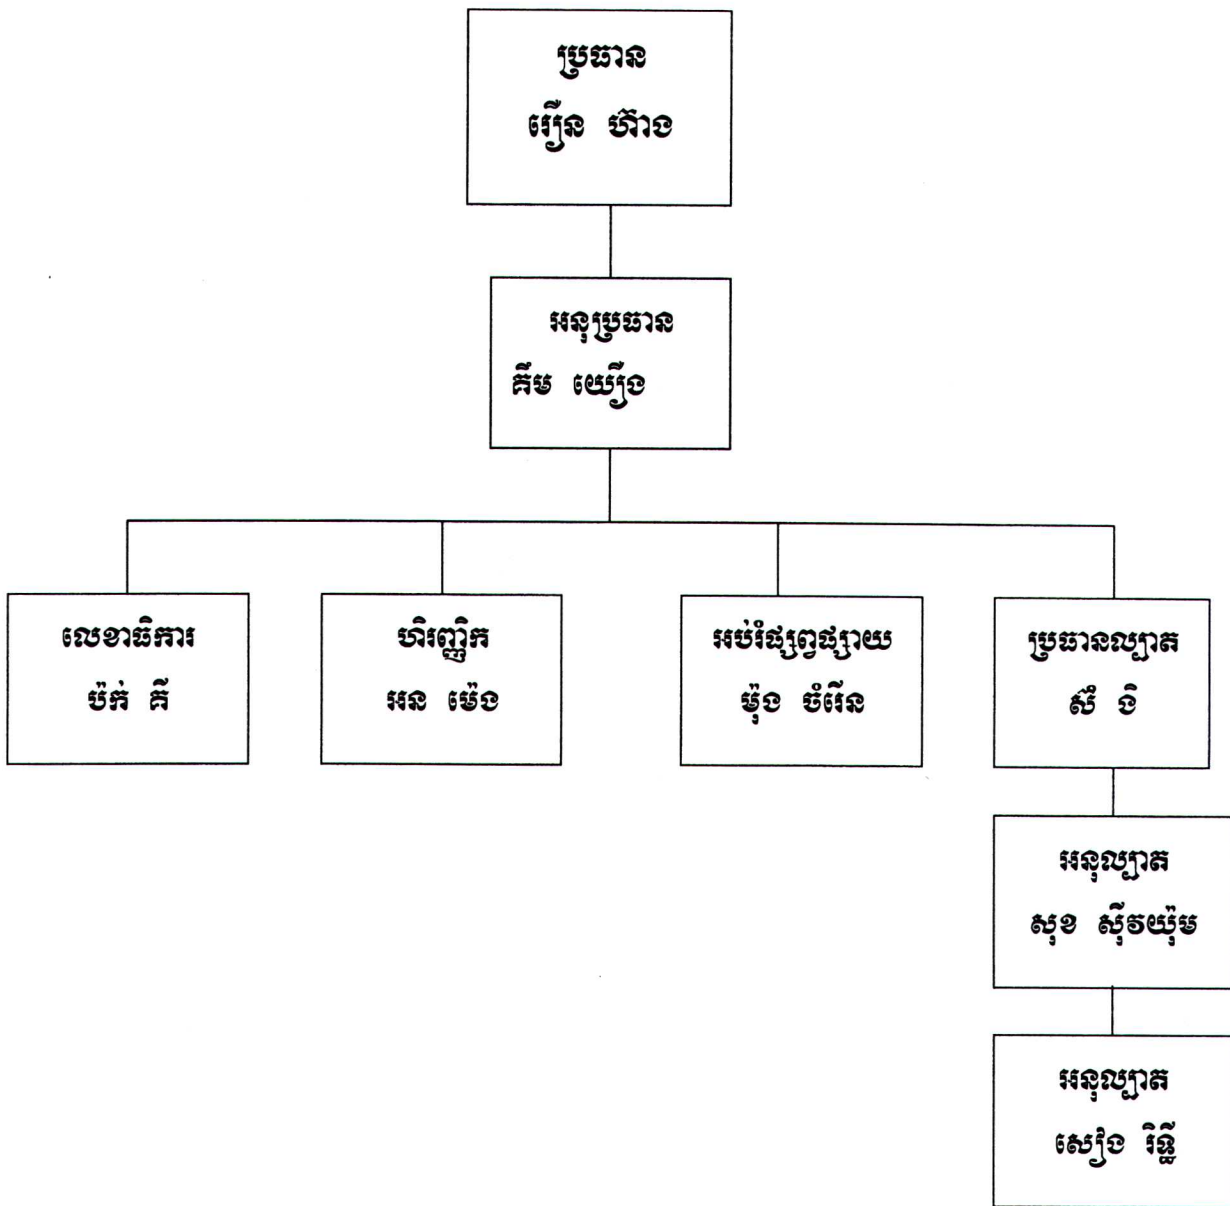 ប្រធាន
រឿន ហ៊ាង
អនុប្រធាន
គឹម យឿង
លេខាធិការ
ប៉ក់ គី
ហិរញ្ញិក
អន ម៉េង
អប់រំផ្សព្វផ្សាយ
ម៉ុង ចំរើន
ប្រធានល្បាត
ស៊ំ ងិ
អនុល្បាត
សុខ ស៊ីវយ៉ុម
អនុល្បាត
សៀង រិទ្ធី